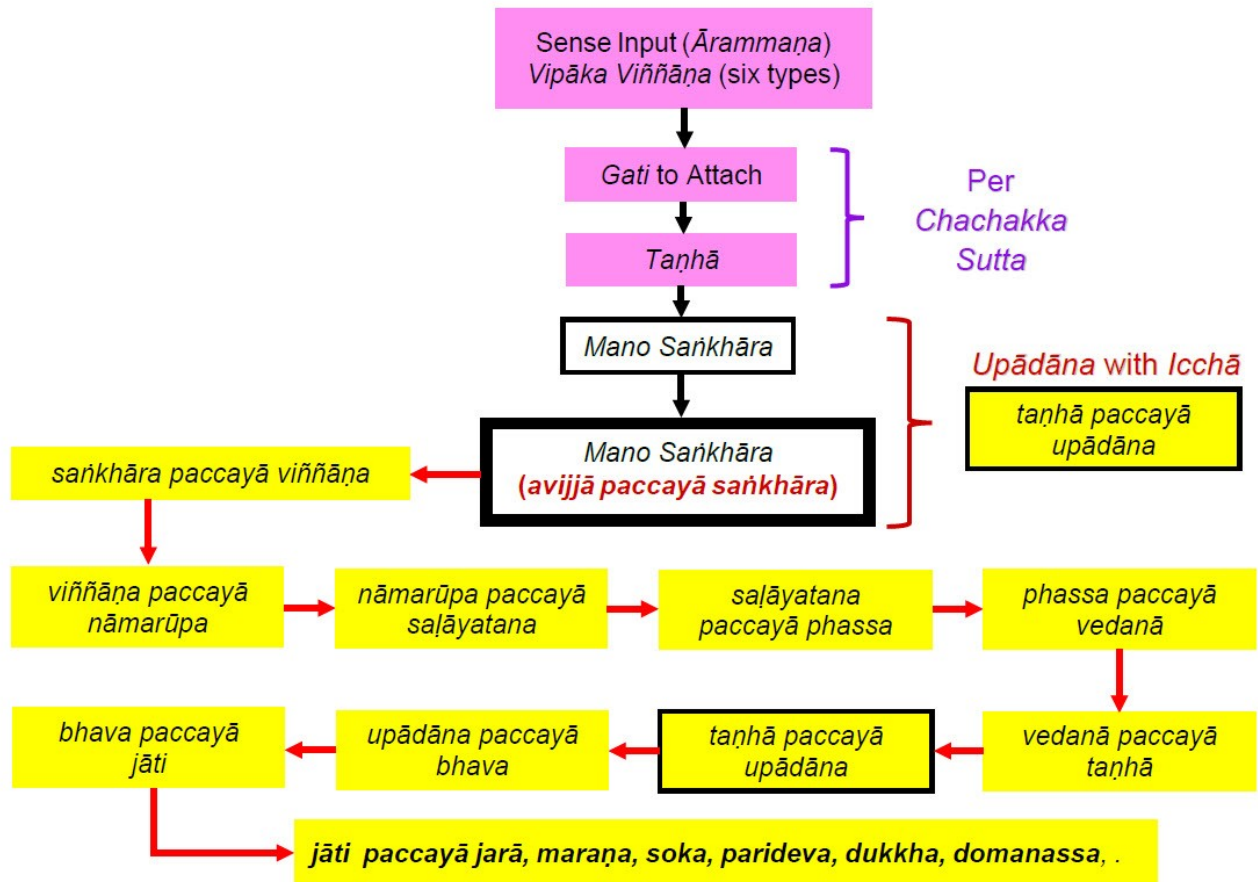 Sense Input (Ārammaṇa)
Vipāka Viññāṇa (six types)
Gati to Attach
Taṇhā
Per
Chachakka
Sutta
Mano Saṅkhāra
Upādāna with Icchā
taṇhā paccayā
upādāna
Mano Saṅkhāra
(avijjā paccayā saṅkhāra)
saṅkhāra paccayā viññāṇa
viññāṇa paccayā
nāmarūpa
nāmarūpa paccayā
saḷāyatana
saḷāyatana
paccayā phassa
phassa paccayā
vedanā
vedanā paccayā
taṇhā
taṇhā paccayā
upādāna
upādāna paccayā
bhava
bhava paccayā
jāti
jāti paccayā jarā, maraṇa, soka, parideva, dukkha, domanassa, .